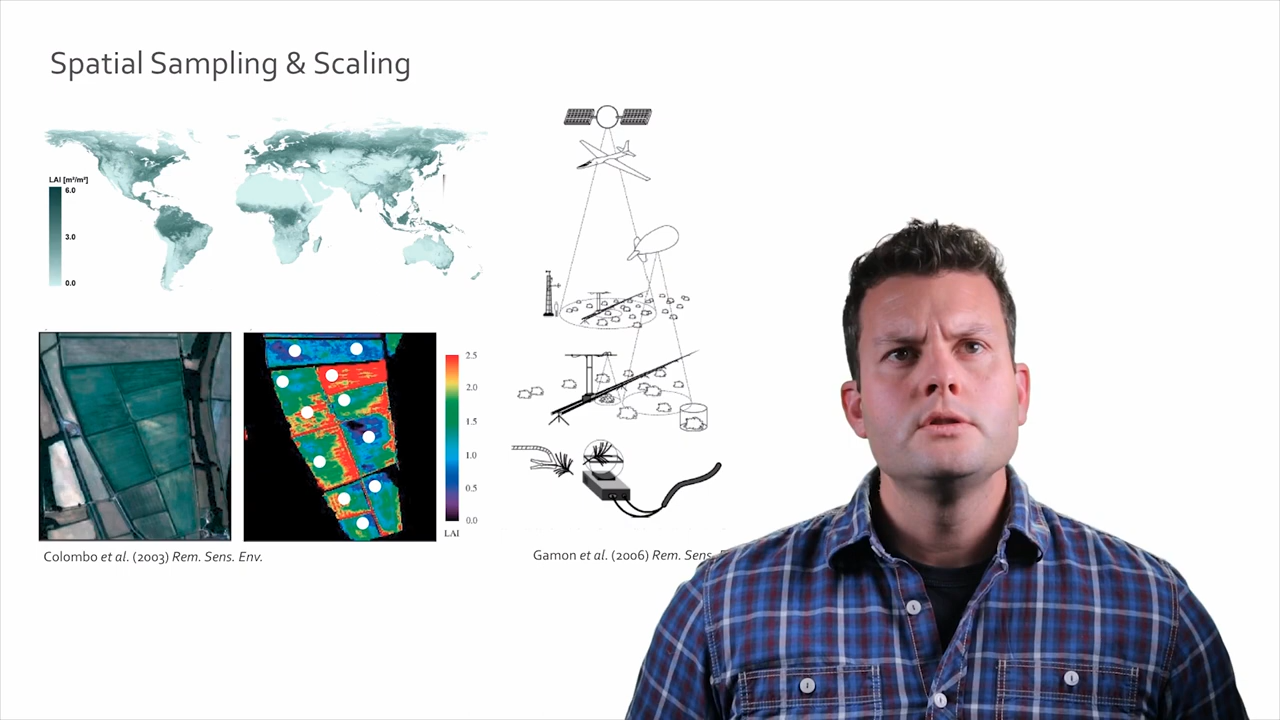 Spatial Sampling & Scaling
LAI [m²/m²]
6.0
3.0
0.0
2.5
2.0
1.5
1.0
0.5
0.0
LAI
Colombo et al. (2003) Rem. Sens. Env.
Gamon et al. (2006) Rem. Sens.